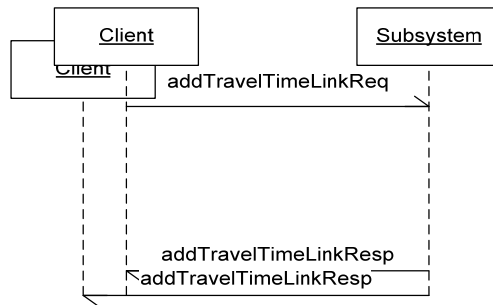 Client
Subsystem
Client
addTravelTimeLinkReq
addTravelTimeLinkResp
addTravelTimeLinkResp